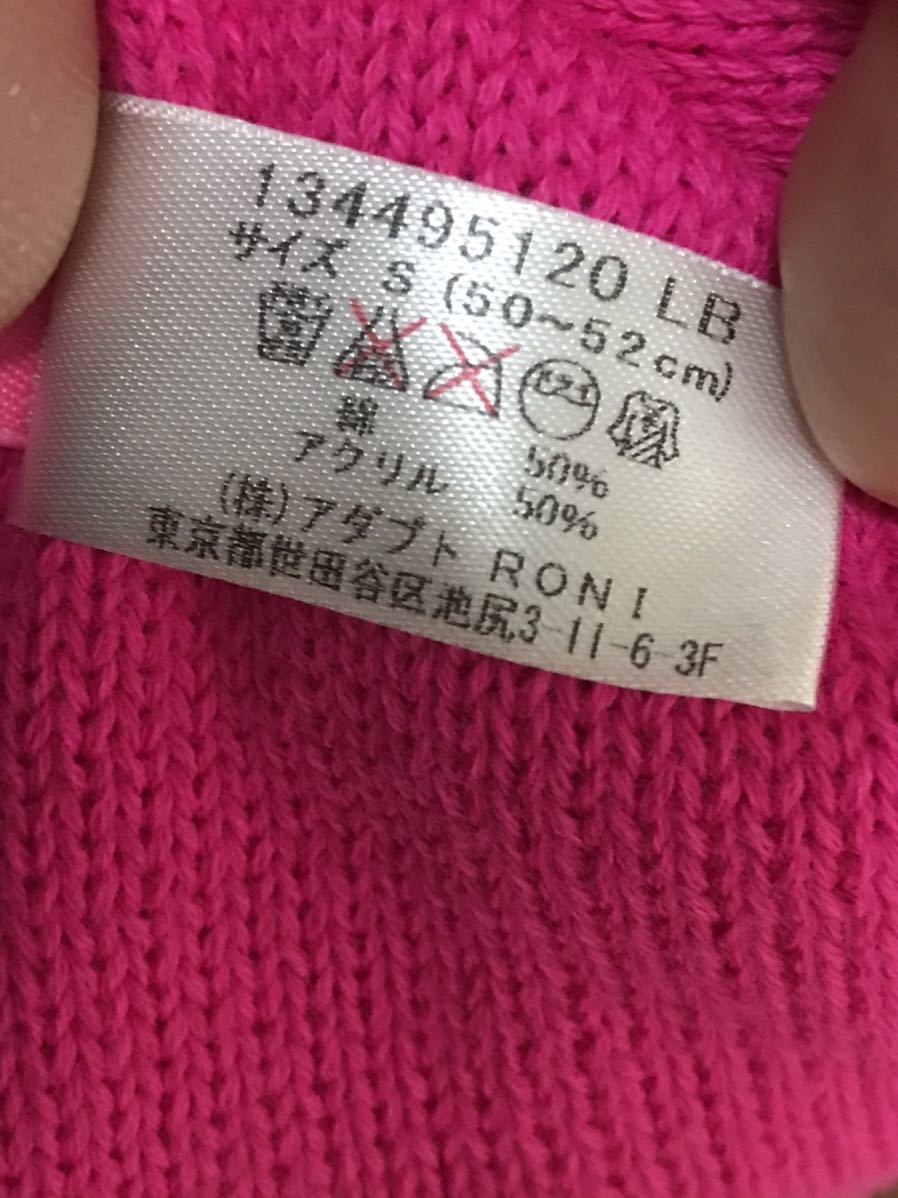 134495120 LB
サイズ S (50~52cm)
綿 50%
アクリル 50%
(株)アダプト RONI
東京都世田谷区池尻3-11-6-3F